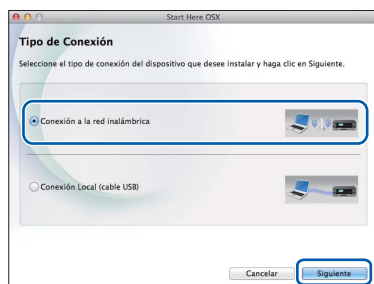 Start Here OSX
Tipo de Conexión
Seleccione el tipo de conexión del dispositivo que desee instalar y haga clic en Siguiente.
Conexión a la red inalámbrica
Conexión Local (cable USB)
Cancelar
Siguiente